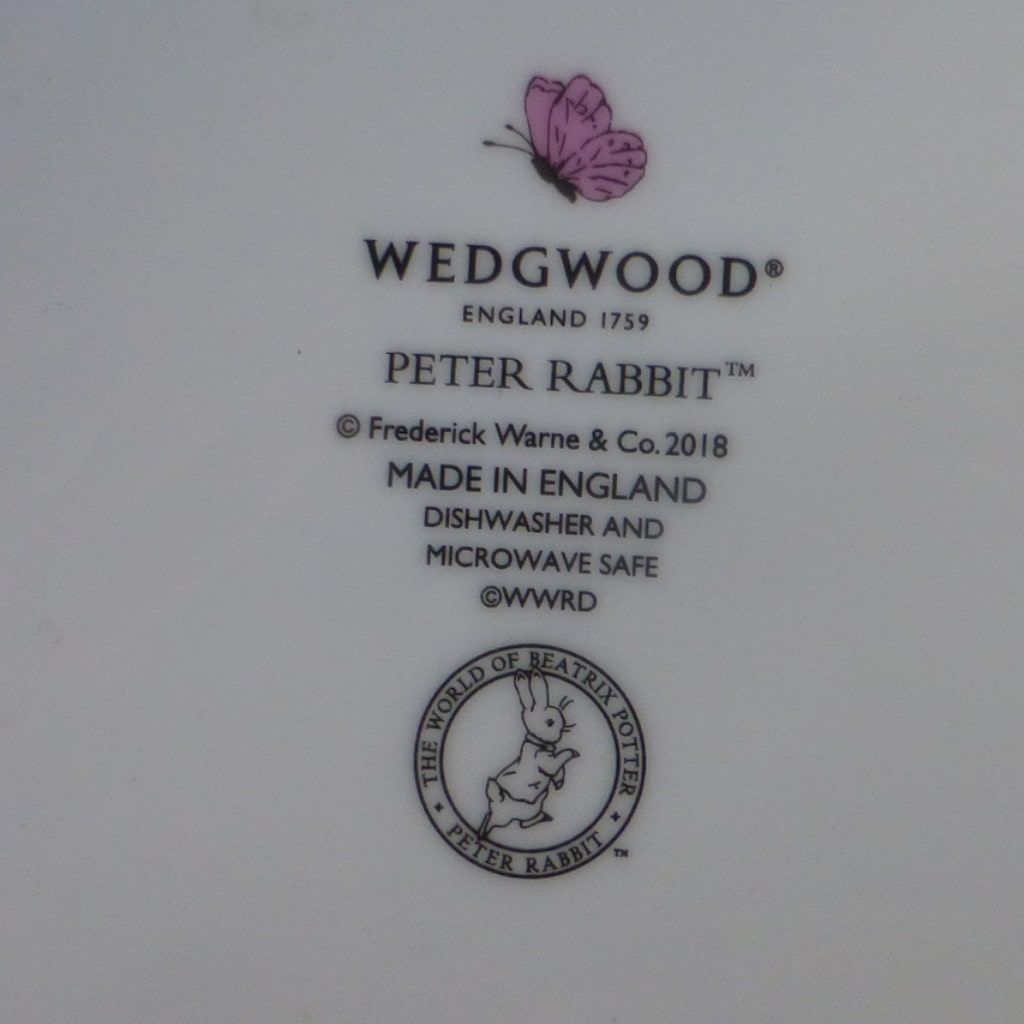 WEDGWOOD®
ENGLAND 1759
PETER RABBIT™
© Frederick Warne & Co. 2018
MADE IN ENGLAND
DISHWASHER AND
MICROWAVE SAFE
©WWRD
THE WORLD OF BEATRIX POTTER
PETER RABBIT ™